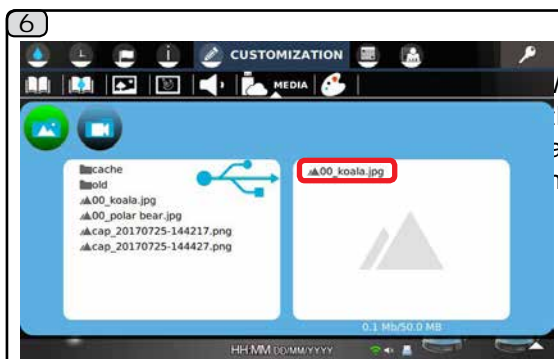 6
CUSTOMIZATION
MEDIA
cache
old
00_koala.jpg
00_polar bear.jpg
cap_20170725-144217.png
cap_20170725-144427.png
00_koala.jpg
0.1 Mb/50.0 MB
HH:MM DD/MM/YYYY